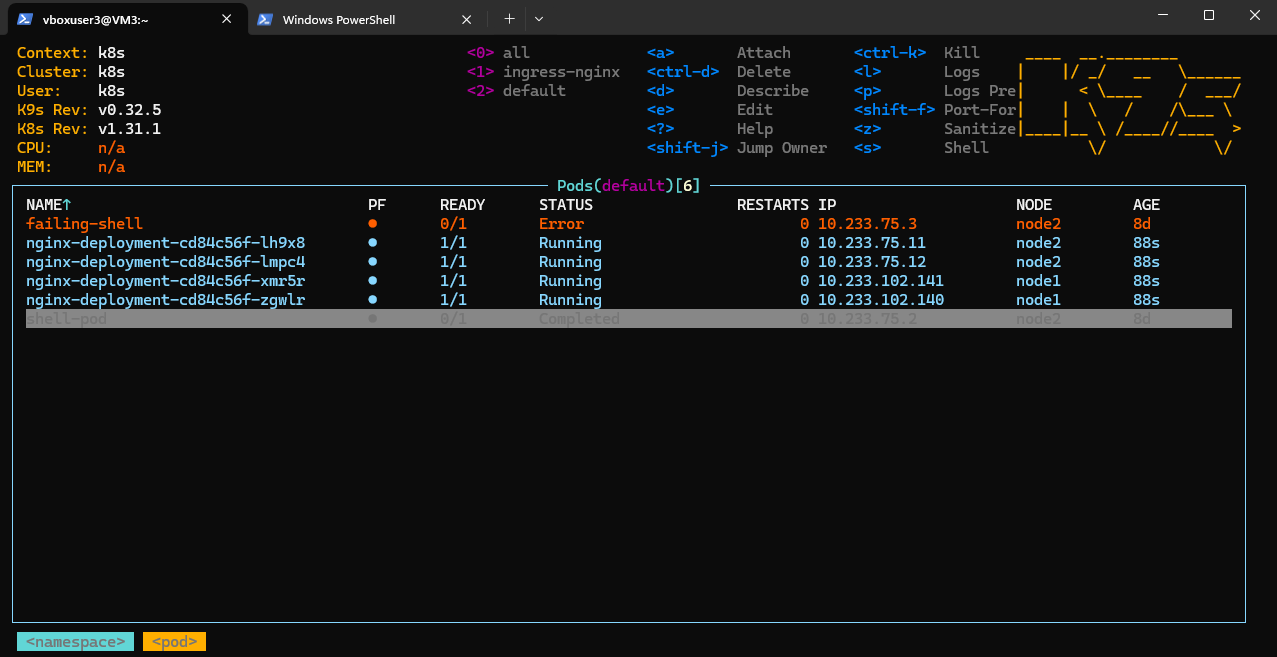 vboxuser3@VM3:~ Windows PowerShell
Context: k8s <0> all <a> Attach <ctrl-k> Kill
Cluster: k8s <1> ingress-nginx <ctrl-d> Delete <l> Logs
User: k8s <2> default <d> Describe <p> Logs Pre
K9s Rev: v0.32.5 <e> Edit <shift-f> Port-For
K8s Rev: v1.31.1 <?> Help <z> Sanitize
CPU: n/a <shift-j> Jump Owner <s> Shell
MEM: n/a
Pods(default)[6]
NAME↑ PF READY STATUS RESTARTS IP NODE AGE
failing-shell ● 0/1 Error 0 10.233.75.3 node2 8d
nginx-deployment-cd84c56f-lh9x8 ● 1/1 Running 0 10.233.75.11 node2 88s
nginx-deployment-cd84c56f-lmpc4 ● 1/1 Running 0 10.233.75.12 node2 88s
nginx-deployment-cd84c56f-xmr5r ● 1/1 Running 0 10.233.102.141 node1 88s
nginx-deployment-cd84c56f-zgwlr ● 1/1 Running 0 10.233.102.140 node1 88s
shell-pod ● 0/1 Completed 0 10.233.75.2 node2 8d
<namespace> <pod>